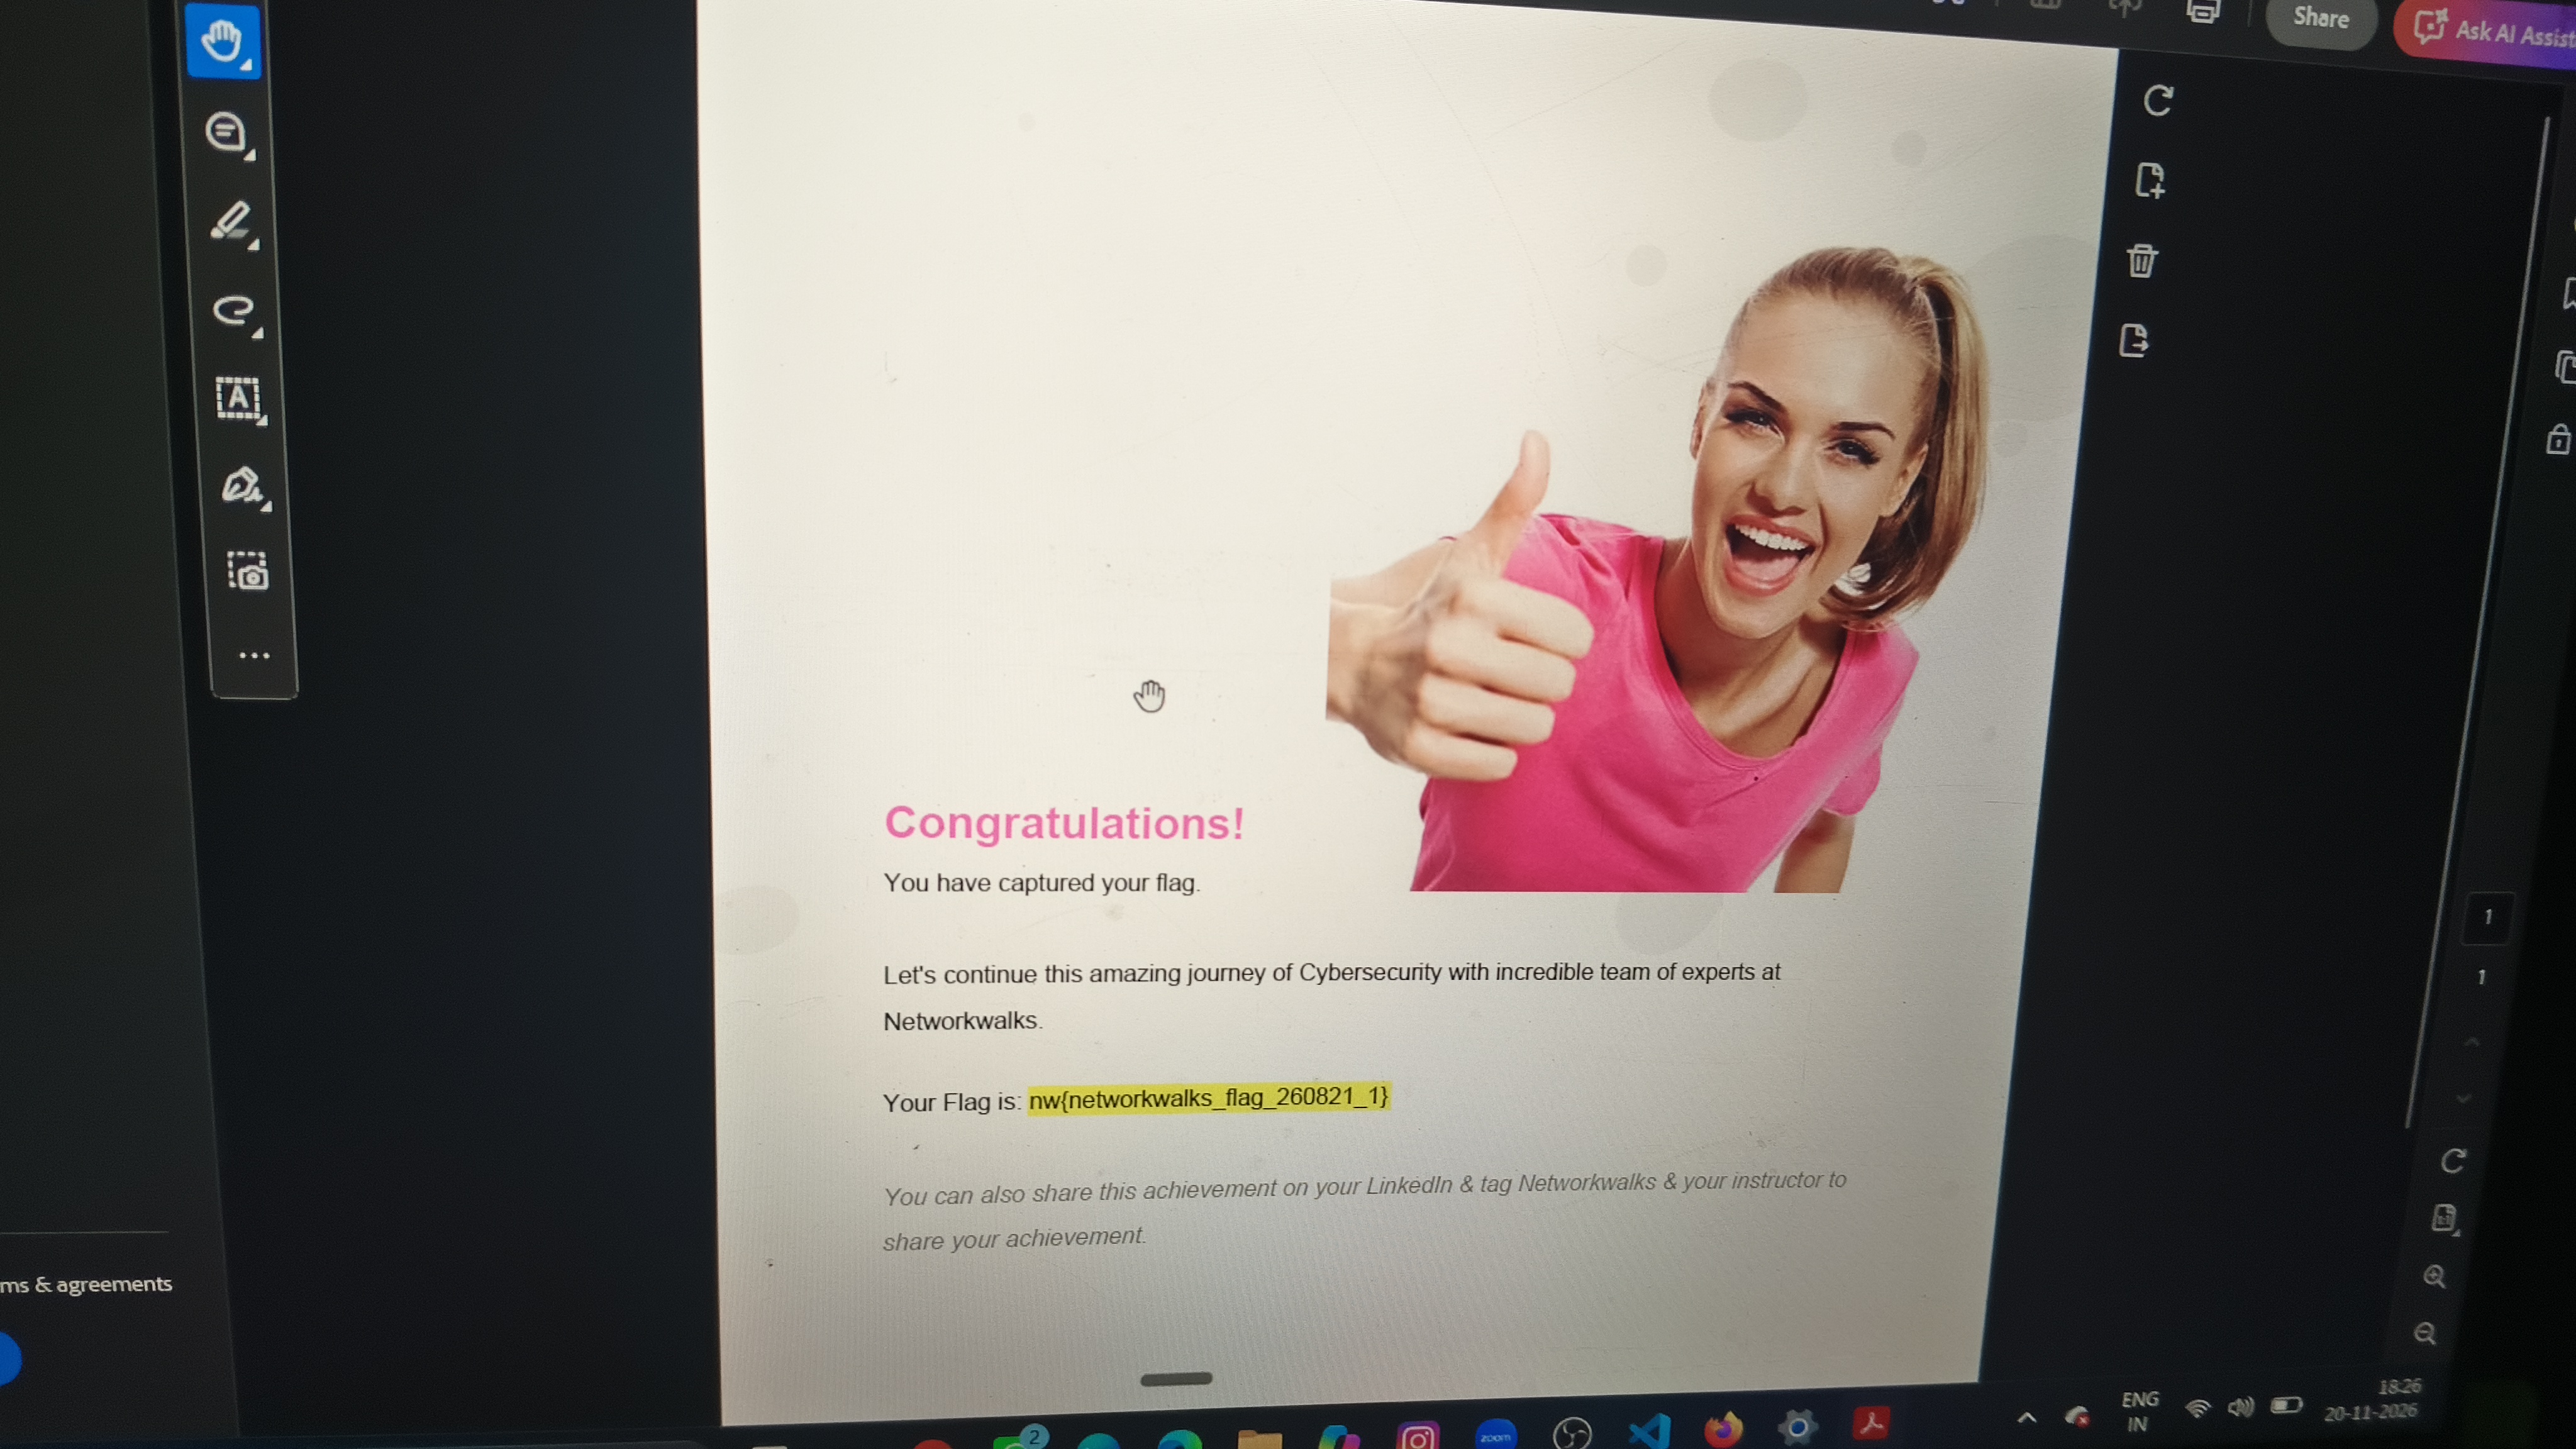 Share
Ask AI Assist
Congratulations!
You have captured your flag.
Let's continue this amazing journey of Cybersecurity with incredible team of experts at
Networkwalks.
Your Flag is: nw{networkwalks_flag_260821_1}
You can also share this achievement on your LinkedIn & tag Networkwalks & your instructor to
share your achievement.
1
1
ms & agreements
2
zoom
ENG
IN
18:26
20-11-2026